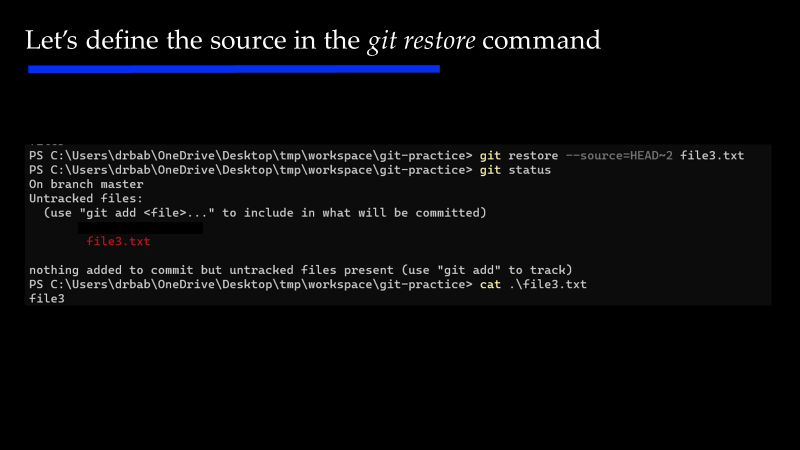 Let's define the source in the git restore command
PS C:\Users\drbab\OneDrive\Desktop\tmp\workspace\git-practice> git restore --source=HEAD~2 file3.txt
PS C:\Users\drbab\OneDrive\Desktop\tmp\workspace\git-practice> git status
On branch master
Untracked files:
(use "git add <file>..." to include in what will be committed)
file3.txt
nothing added to commit but untracked files present (use "git add" to track)
PS C:\Users\drbab\OneDrive\Desktop\tmp\workspace\git-practice> cat .\file3.txt
file3